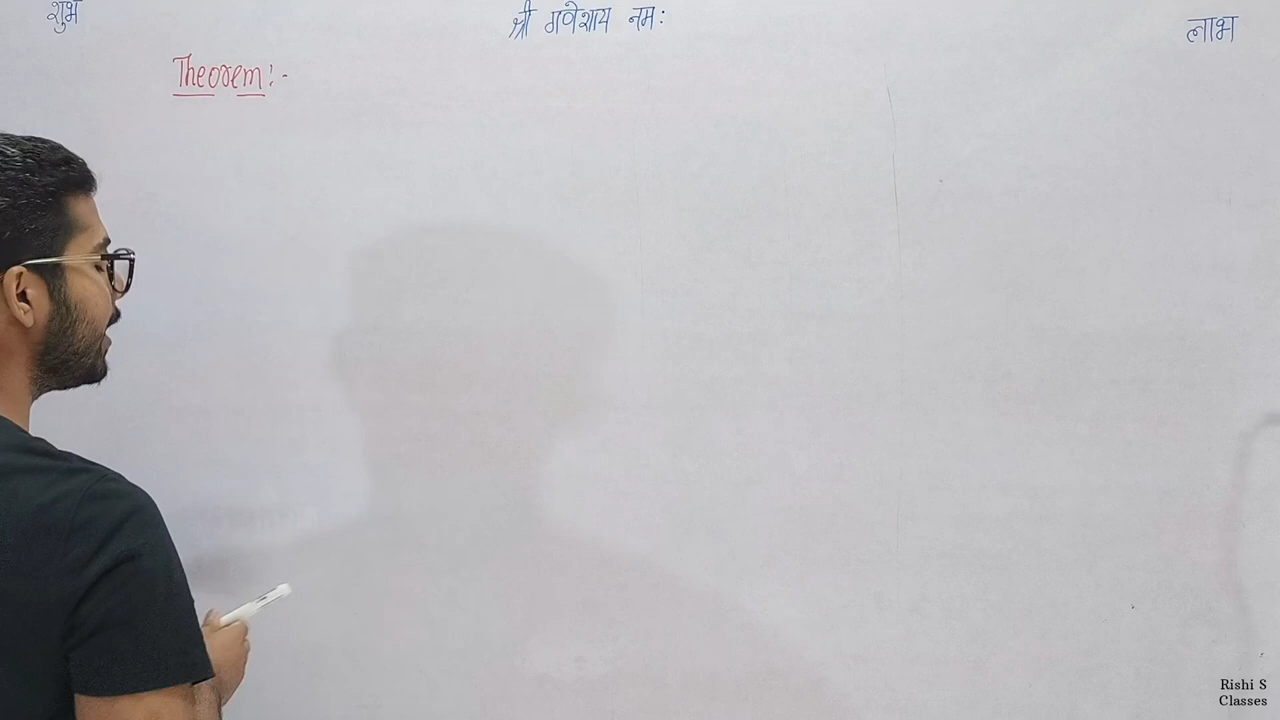 शुभ
श्री गणेशाय नमः
लाभ
Theorem:-
Rishi S
Classes